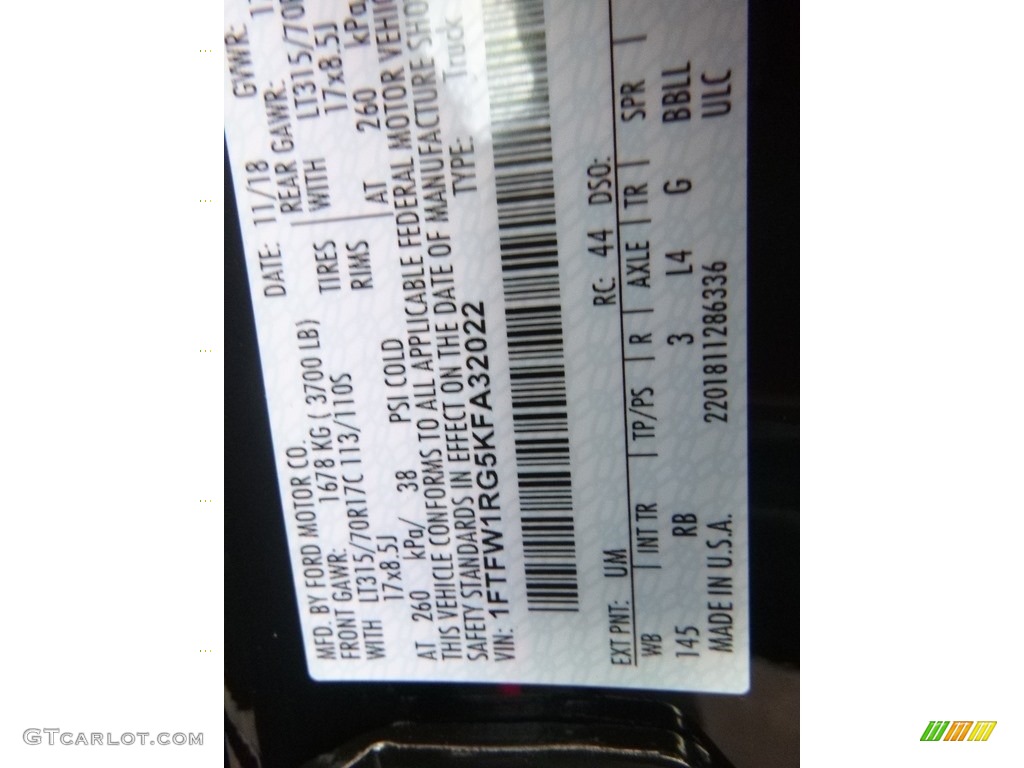 MFD. BY FORD MOTOR CO. DATE: 11/18 GVWR:
FRONT GAWR: 1678 KG ( 3700 LB) REAR GAWR:
WITH LT315/70R17C 113/110S TIRES WITH LT315/70R
17x8.5J RIMS 17x8.5J
AT 260 kPa/ 38 PSI COLD AT 260 kPa
THIS VEHICLE CONFORMS TO ALL APPLICABLE FEDERAL MOTOR VEHIC
SAFETY STANDARDS IN EFFECT ON THE DATE OF MANUFACTURE SHO
VIN: 1FTFW1RG5KFA32022 TYPE: Truck
EXT PNT: UM RC: 44 DSO:
WB | INT TR | TP/PS | R | AXLE | TR | SPR |
145 RB 3 L4 G BBLL
MADE IN U.S.A. 2201811286336 ULC
GTcarlot.com